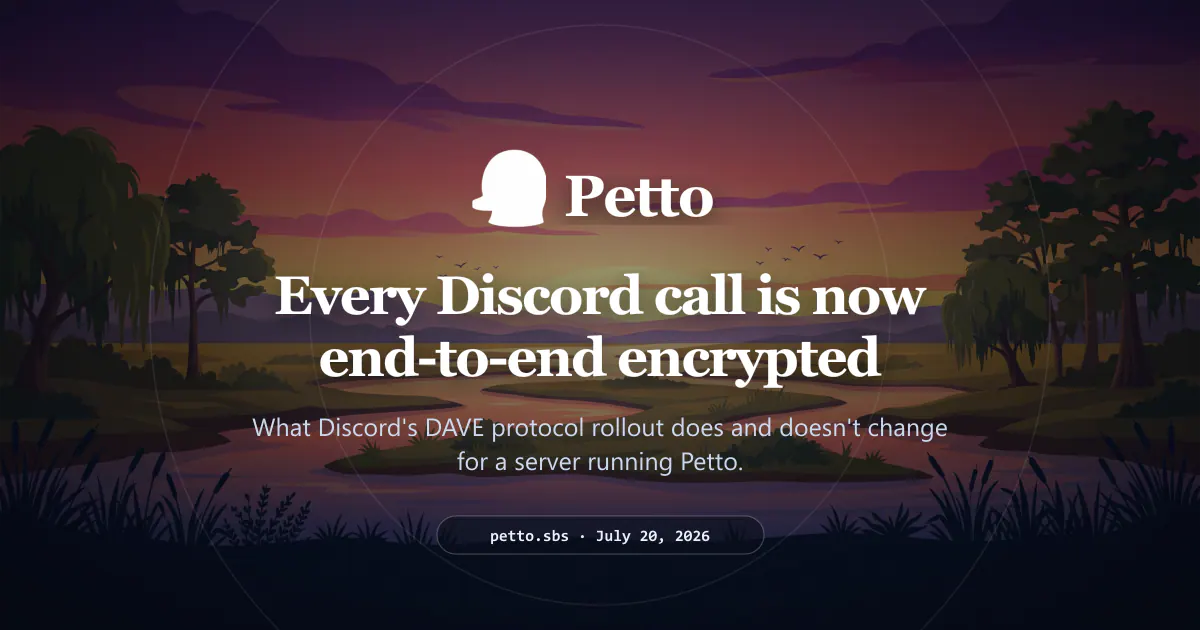 Petto
Every Discord call is now
end-to-end encrypted
What Discord's DAVE protocol rollout does and doesn't change
for a server running Petto.
petto.sbs · July 20, 2026